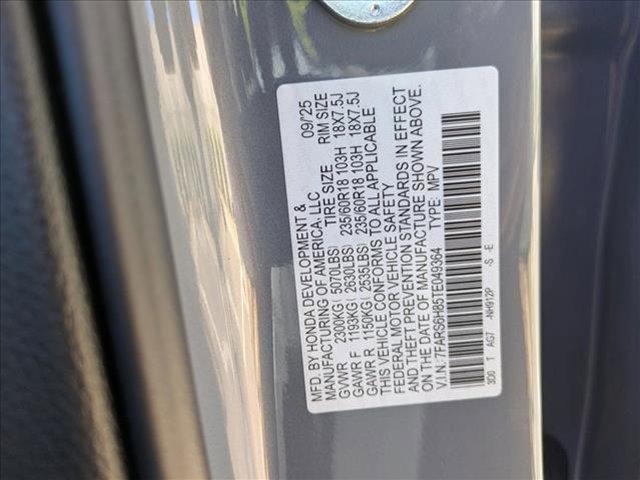 MFD. BY HONDA DEVELOPMENT & 09/'25
MANUFACTURING OF AMERICA, LLC
TIRE SIZE RIM SIZE
GVWR 2300KG( 5070LBS)
GAWR F 1193KG( 2630LBS) 235/60R18 103H 18X7.5J
GAWR R 1150KG( 2535LBS) 235/60R18 103H 18X7.5J
THIS VEHICLE CONFORMS TO ALL APPLICABLE
FEDERAL MOTOR VEHICLE SAFETY
AND THEFT PREVENTION STANDARDS IN EFFECT
ON THE DATE OF MANUFACTURE SHOWN ABOVE.
V.I.N.: 7FARS6H85TE049364 TYPE: MPV
3D0 T AG7 -NH912P -S -E